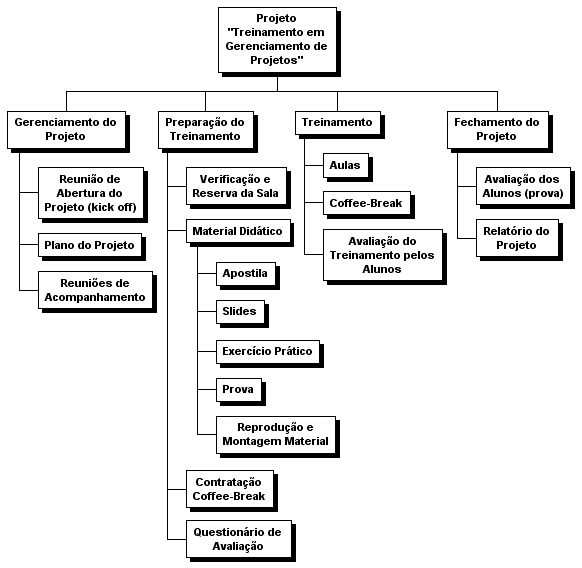 Projeto
"Treinamento em
Gerenciamento de
Projetos"
Gerenciamento do
Projeto
Reunião de
Abertura do
Projeto (kick off)
Plano do Projeto
Reuniões de
Acompanhamento
Preparação do
Treinamento
Verificação e
Reserva da Sala
Material Didático
Apostila
Slides
Exercício Prático
Prova
Reprodução e
Montagem Material
Contratação
Coffee-Break
Questionário de
Avaliação
Treinamento
Aulas
Coffee-Break
Avaliação do
Treinamento pelos
Alunos
Fechamento do
Projeto
Avaliação dos
Alunos (prova)
Relatório do
Projeto